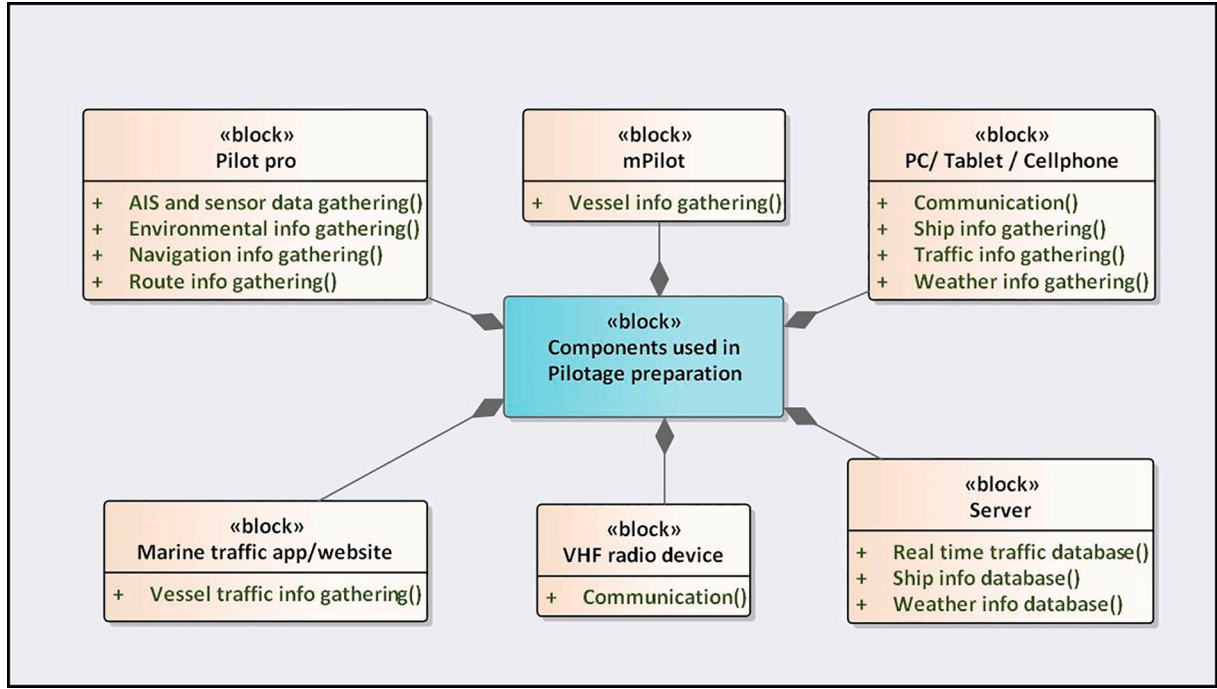 «block»
Pilot pro
+ AIS and sensor data gathering()
+ Environmental info gathering()
+ Navigation info gathering()
+ Route info gathering()
«block»
mPilot
+ Vessel info gathering()
«block»
PC/ Tablet / Cellphone
+ Communication()
+ Ship info gathering()
+ Traffic info gathering()
+ Weather info gathering()
«block»
Components used in
Pilotage preparation
«block»
Marine traffic app/website
+ Vessel traffic info gathering()
«block»
VHF radio device
+ Communication()
«block»
Server
+ Real time traffic database()
+ Ship info database()
+ Weather info database()